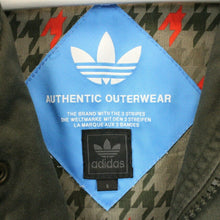 AUTHENTIC OUTERWEAR
THE BRAND WITH THE 3 STRIPES
DIE WELTMARKE MIT DEN 3 STREIFEN
LA MARQUE AUX 3 BANDES
adidas